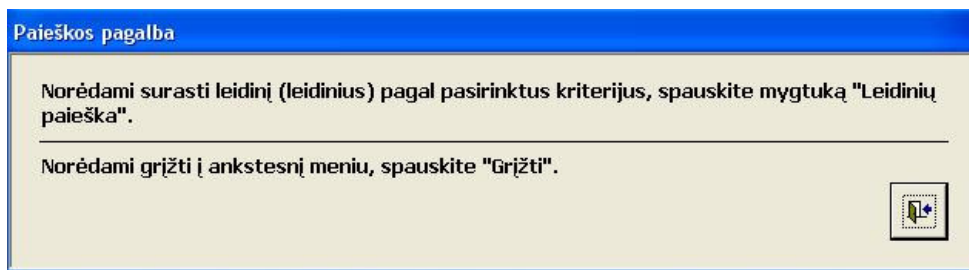 Paieškos pagalba
Norėdami surasti leidinį (leidinius) pagal pasirinktus kriterijus, spauskite mygtuką "Leidinių
paieška".
Norėdami grįžti į ankstesnį meniu, spauskite "Grįžti".